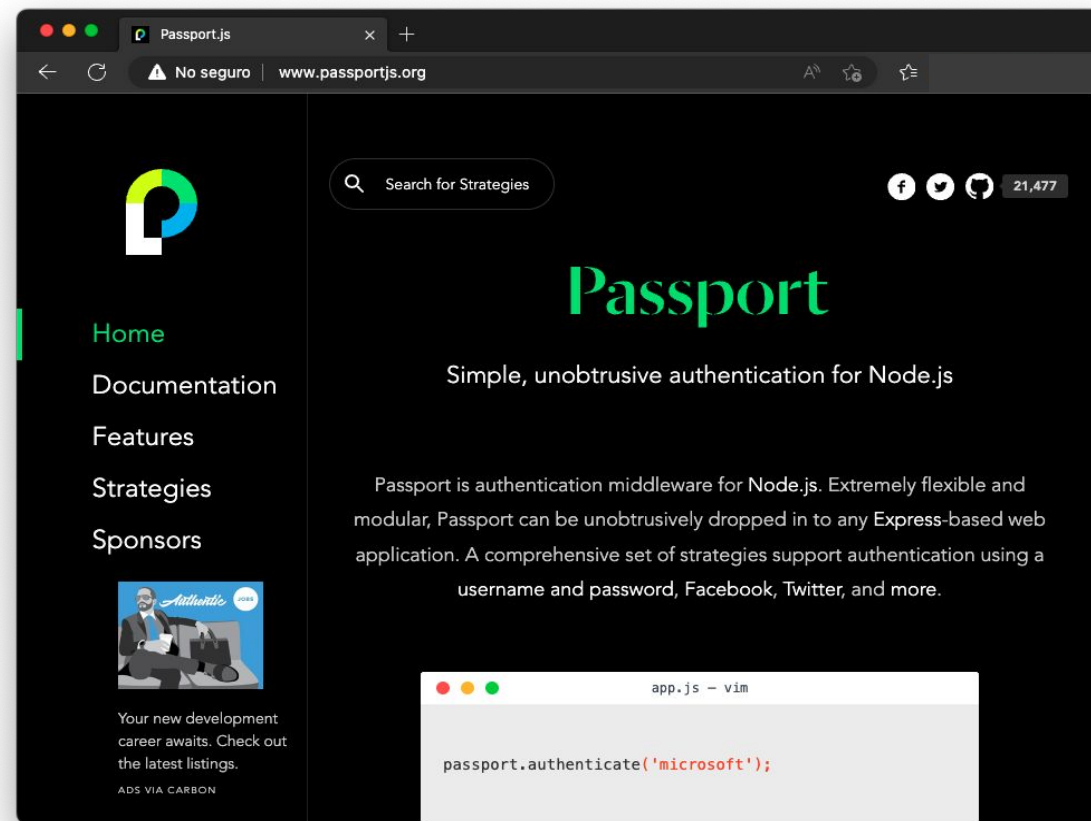 Passport.js
No seguro
www.passportjs.org
Search for Strategies
21,477
Home
Documentation
Features
Strategies
Sponsors
Authentic
JOBS
Your new development
career awaits. Check out
the latest listings.
ADS VIA CARBON
Passport
Simple, unobtrusive authentication for Node.js
Passport is authentication middleware for Node.js. Extremely flexible and
modular, Passport can be unobtrusively dropped in to any Express-based web
application. A comprehensive set of strategies support authentication using a
username and password, Facebook, Twitter, and more.
app.js — vim
passport.authenticate('microsoft');